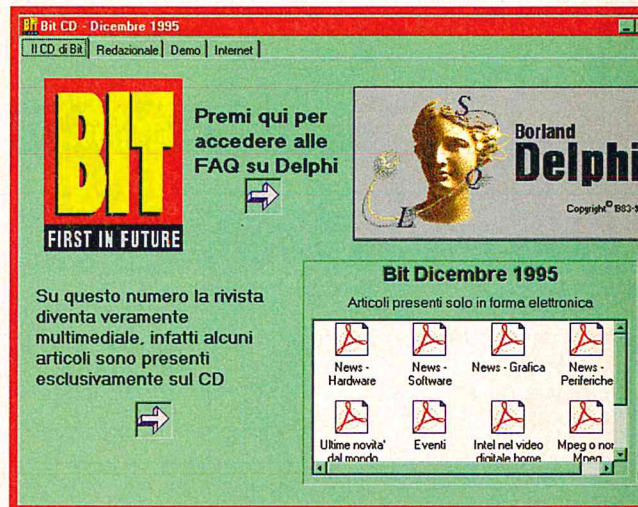 Bit CD - Dicembre 1995
Il CD di Bit Redazionale Demo Internet
BIT
FIRST IN FUTURE
Premi qui per
accedere alle
FAQ su Delphi
S
Q
L
Borland
Delphi
Copyright© 1983-
Su questo numero la rivista
diventa veramente
multimediale, infatti alcuni
articoli sono presenti
esclusivamente sul CD
Bit Dicembre 1995
Articoli presenti solo in forma elettronica
News -
Hardware
News -
Software
News - Grafica
News -
Periferiche
Ultime novita'
dal mondo
Eventi
Intel nel video
digitale home
Mpeg o non
Mpeg